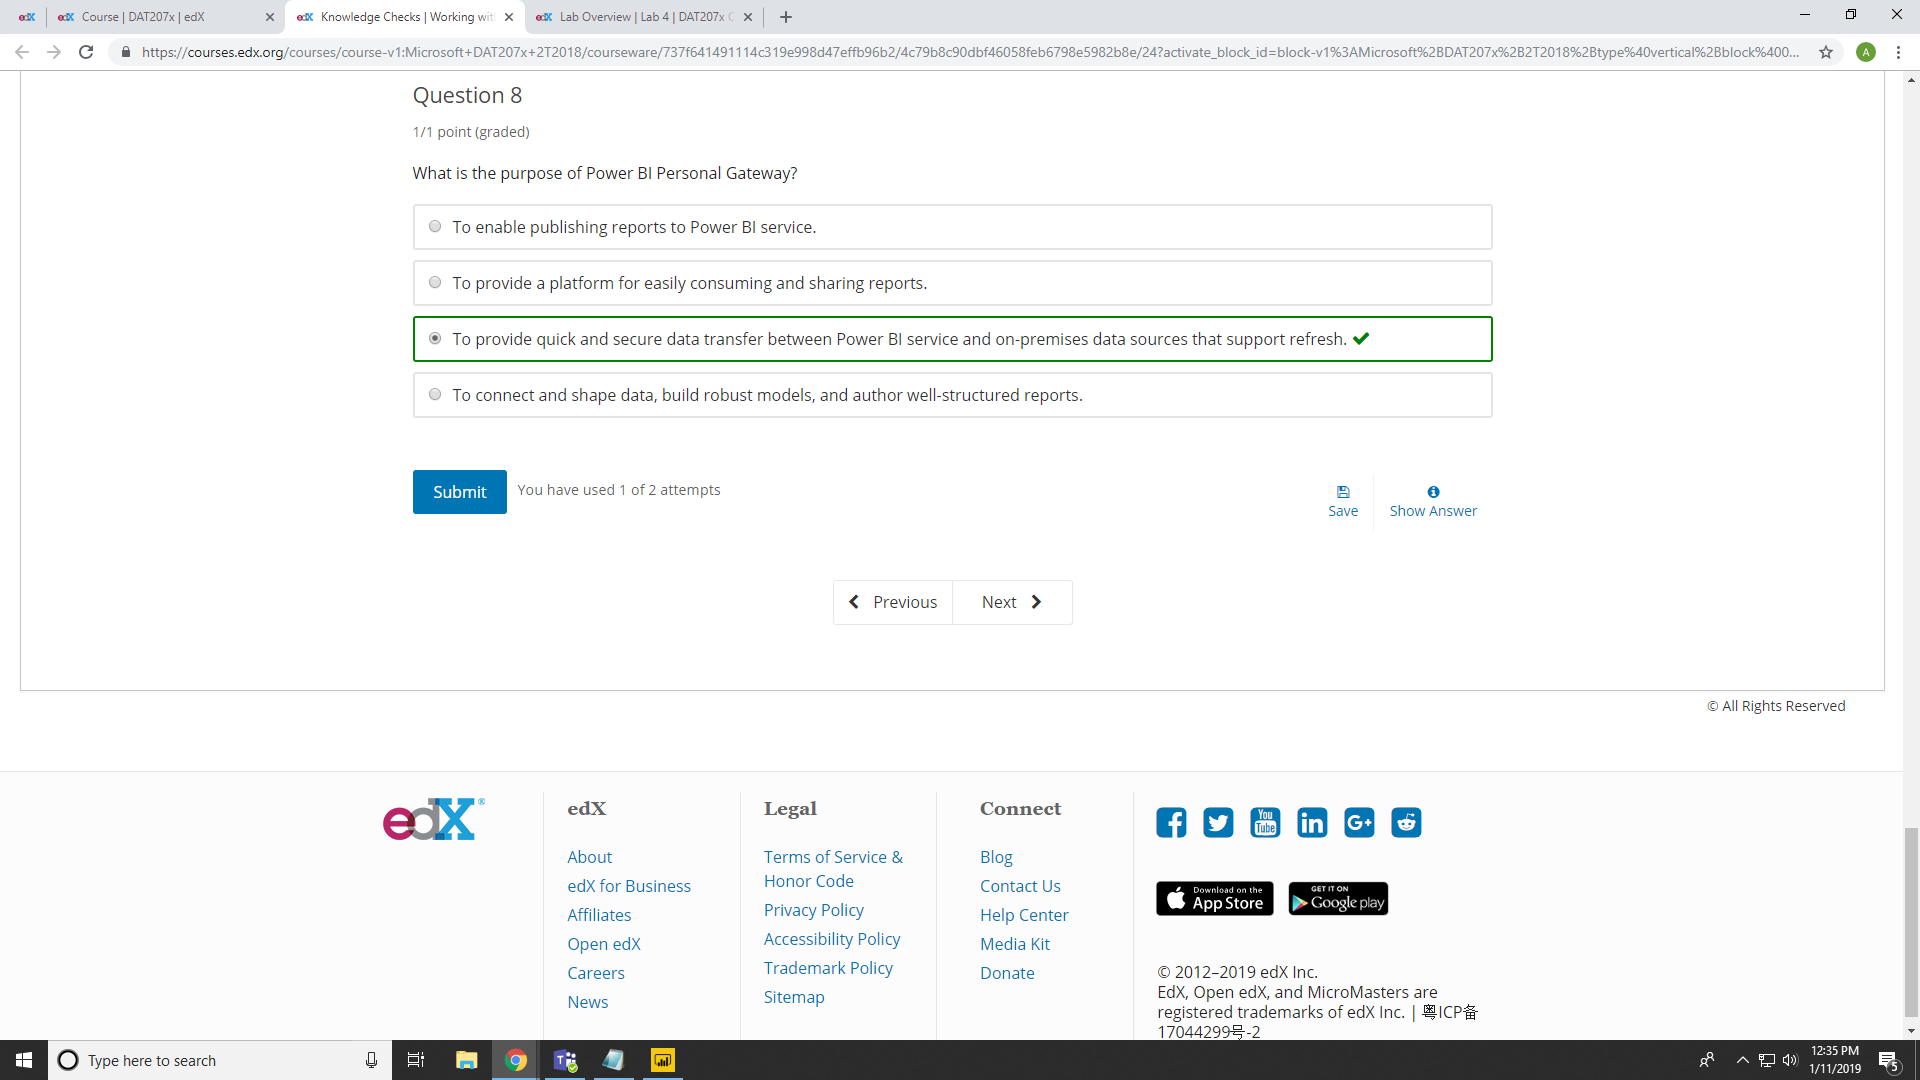 edX
edX Course | DAT207x | edX
edX Knowledge Checks | Working wit
edX Lab Overview | Lab 4 | DAT207x C
https://courses.edx.org/courses/course-v1:Microsoft+DAT207x+2T2018/courseware/737f641491114c319e998d47effb96b2/4c79b8c90dbf46058feb6798e5982b8e/24?activate_block_id=block-v1%3AMicrosoft%2BDAT207x%2B2T2018%2Btype%40vertical%2Bblock%400...
A
Question 8
1/1 point (graded)
What is the purpose of Power BI Personal Gateway?
To enable publishing reports to Power BI service.
To provide a platform for easily consuming and sharing reports.
To provide quick and secure data transfer between Power BI service and on-premises data sources that support refresh.
To connect and shape data, build robust models, and author well-structured reports.
Submit
You have used 1 of 2 attempts
Save
Show Answer
Previous
Next
© All Rights Reserved
edX
edX
About
edX for Business
Affiliates
Open edX
Careers
News
Legal
Terms of Service &
Honor Code
Privacy Policy
Accessibility Policy
Trademark Policy
Sitemap
Connect
Blog
Contact Us
Help Center
Media Kit
Donate
You
Tube
in
G+
Download on the
App Store
GET IT ON
Google play
© 2012–2019 edX Inc.
EdX, Open edX, and MicroMasters are
registered trademarks of edX Inc. | 粤ICP备
17044299号-2
Type here to search
12:35 PM
1/11/2019
5